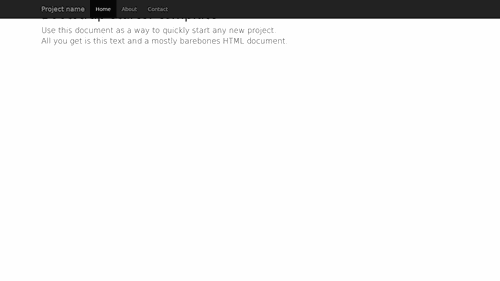 Project name Home About Contact
Use this document as a way to quickly start any new project.
All you get is this text and a mostly barebones HTML document.